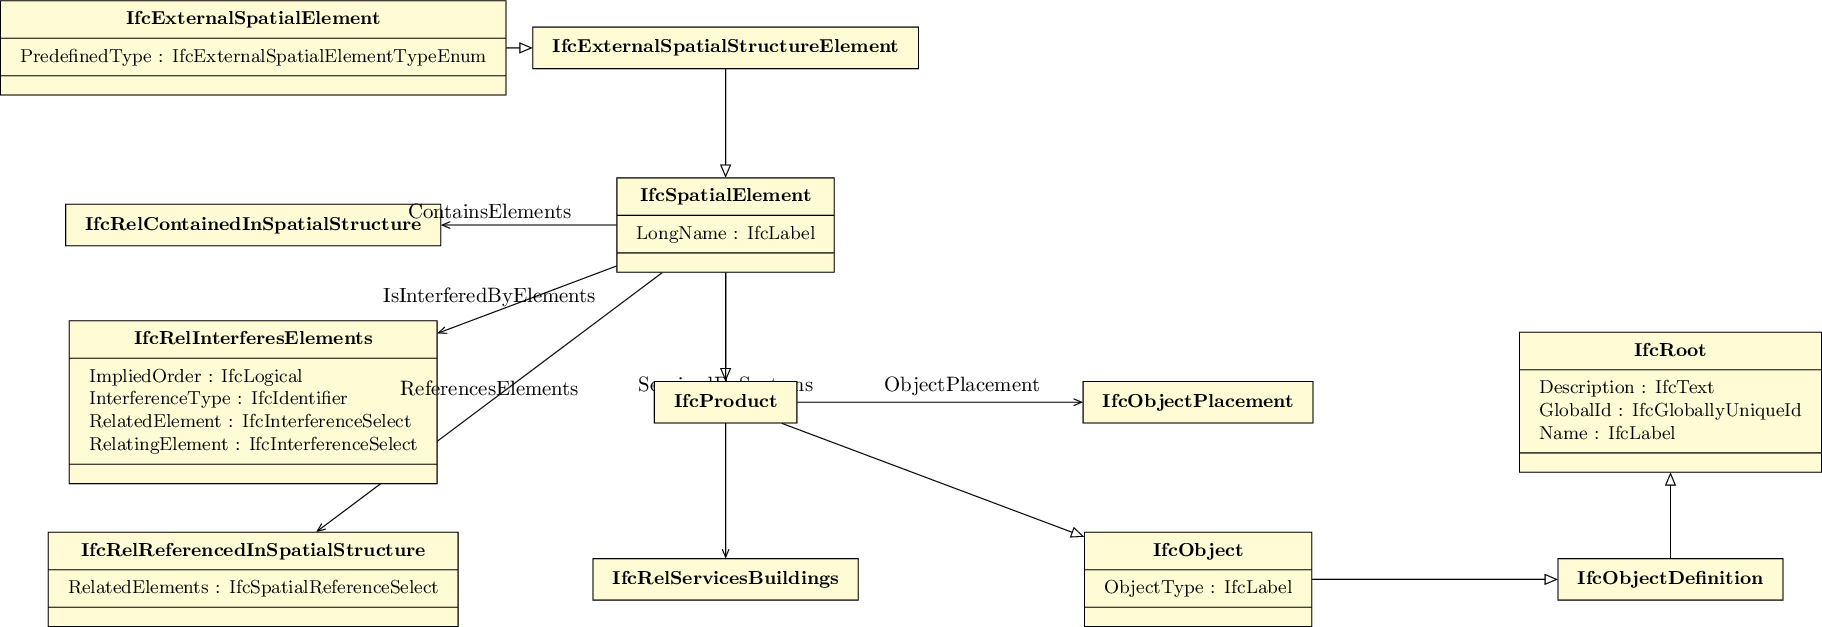 IfcExternalSpatialElement
PredefinedType : IfcExternalSpatialElementTypeEnum
IfcExternalSpatialStructureElement
IfcSpatialElement
LongName : IfcLabel
ContainsElements
IfcRelContainedInSpatialStructure
IsInterferedByElements
IfcRelInterferesElements
ImpliedOrder : IfcLogical
InterferenceType : IfcIdentifier
RelatedElement : IfcInterferenceSelect
RelatingElement : IfcInterferenceSelect
ReferencesElements
IfcProduct
ObjectPlacement
IfcObjectPlacement
IfcRoot
Description : IfcText
GlobalId : IfcGloballyUniqueId
Name : IfcLabel
IfcRelReferencedInSpatialStructure
RelatedElements : IfcSpatialReferenceSelect
IfcRelServicesBuildings
IfcObject
ObjectType : IfcLabel
IfcObjectDefinition